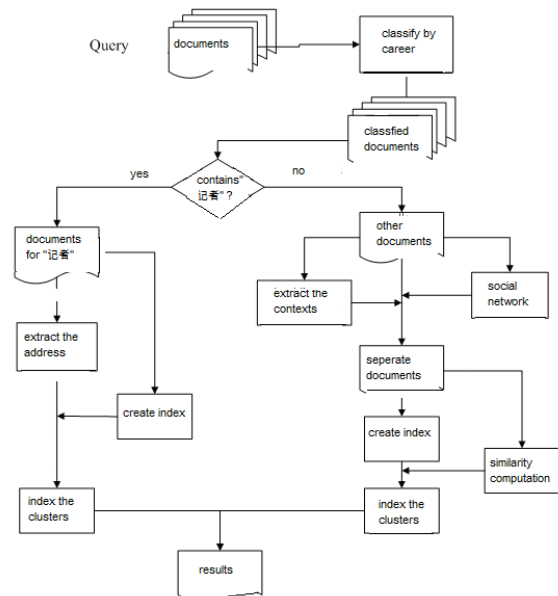 Query
documents
classify by
career
classfied
documents
yes
contains"
记者" ?
no
documents
for "记者"
other
documents
extract the
contexts
social
network
extract the
address
seperate
documents
create index
create index
similarity
computation
index the
clusters
index the
clusters
results